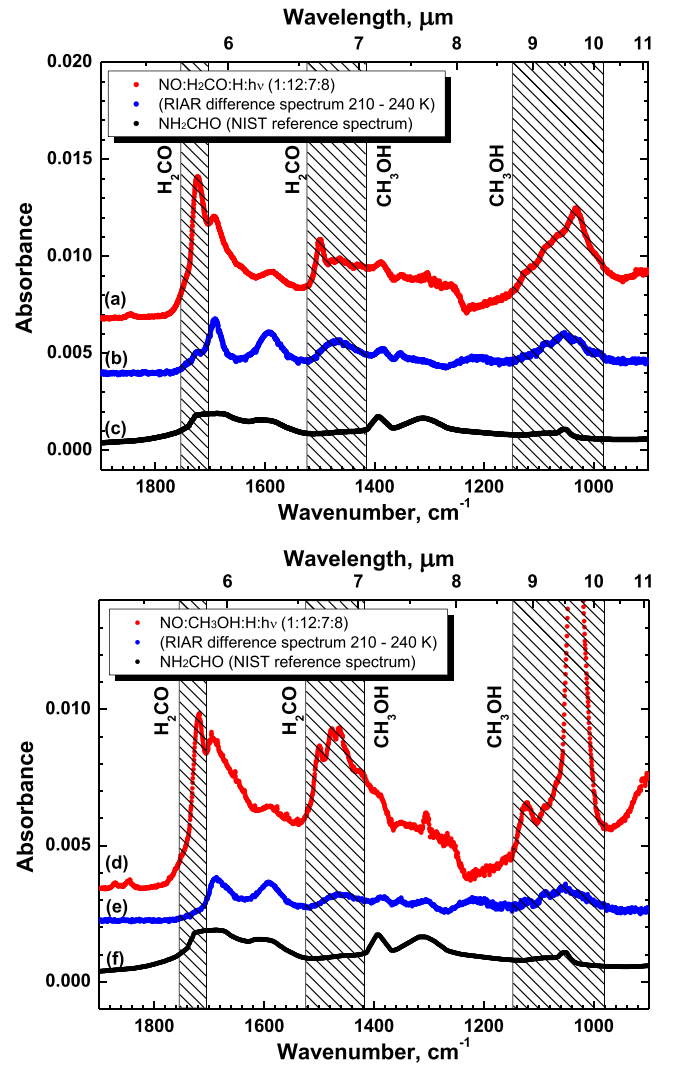 Wavelength, μm
6 7 8 9 10 11
0.020
NO:H₂CO:H:hν (1:12:7:8)
(RIAR difference spectrum 210 - 240 K)
NH₂CHO (NIST reference spectrum)
0.015
H₂CO
H₂CO
CH₃OH
CH₃OH
Absorbance
0.010
(a)
0.005
(b)
(c)
0.000
1800 1600 1400 1200 1000
Wavenumber, cm⁻¹
Wavelength, μm
6 7 8 9 10 11
NO:CH₃OH:H:hν (1:12:7:8)
(RIAR difference spectrum 210 - 240 K)
NH₂CHO (NIST reference spectrum)
H₂CO
H₂CO
CH₃OH
CH₃OH
0.010
Absorbance
0.005
(d)
(e)
(f)
0.000
1800 1600 1400 1200 1000
Wavenumber, cm⁻¹